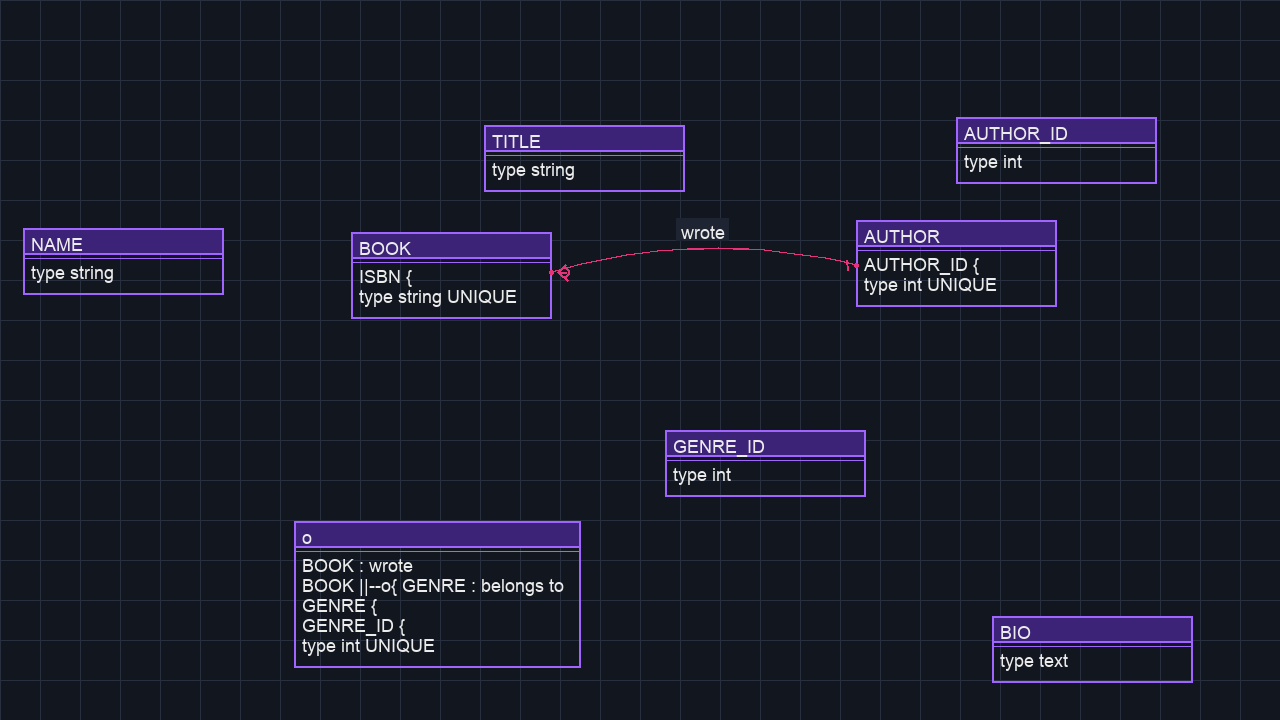 TITLE
type string
AUTHOR_ID
type int
NAME
type string
BOOK
ISBN {
type string UNIQUE
wrote
AUTHOR
AUTHOR_ID {
type int UNIQUE
GENRE_ID
type int
o
BOOK : wrote
BOOK ||--o{ GENRE : belongs to
GENRE {
GENRE_ID {
type int UNIQUE
BIO
type text